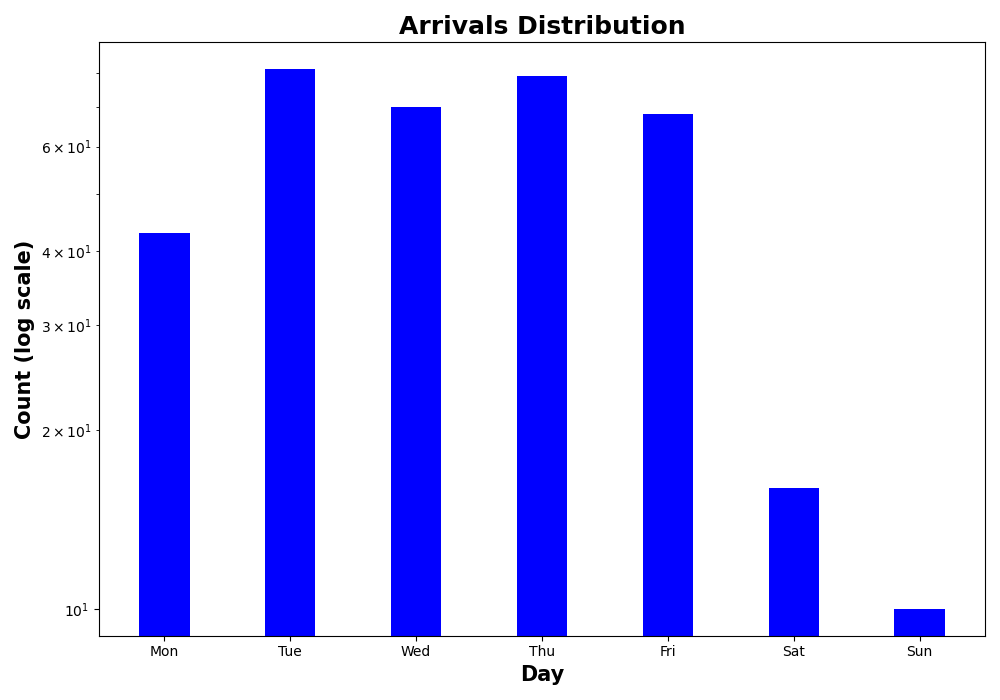 Arrivals Distribution
Count (log scale)
6 × 10¹
4 × 10¹
3 × 10¹
2 × 10¹
10¹
Mon Tue Wed Thu Fri Sat Sun
Day